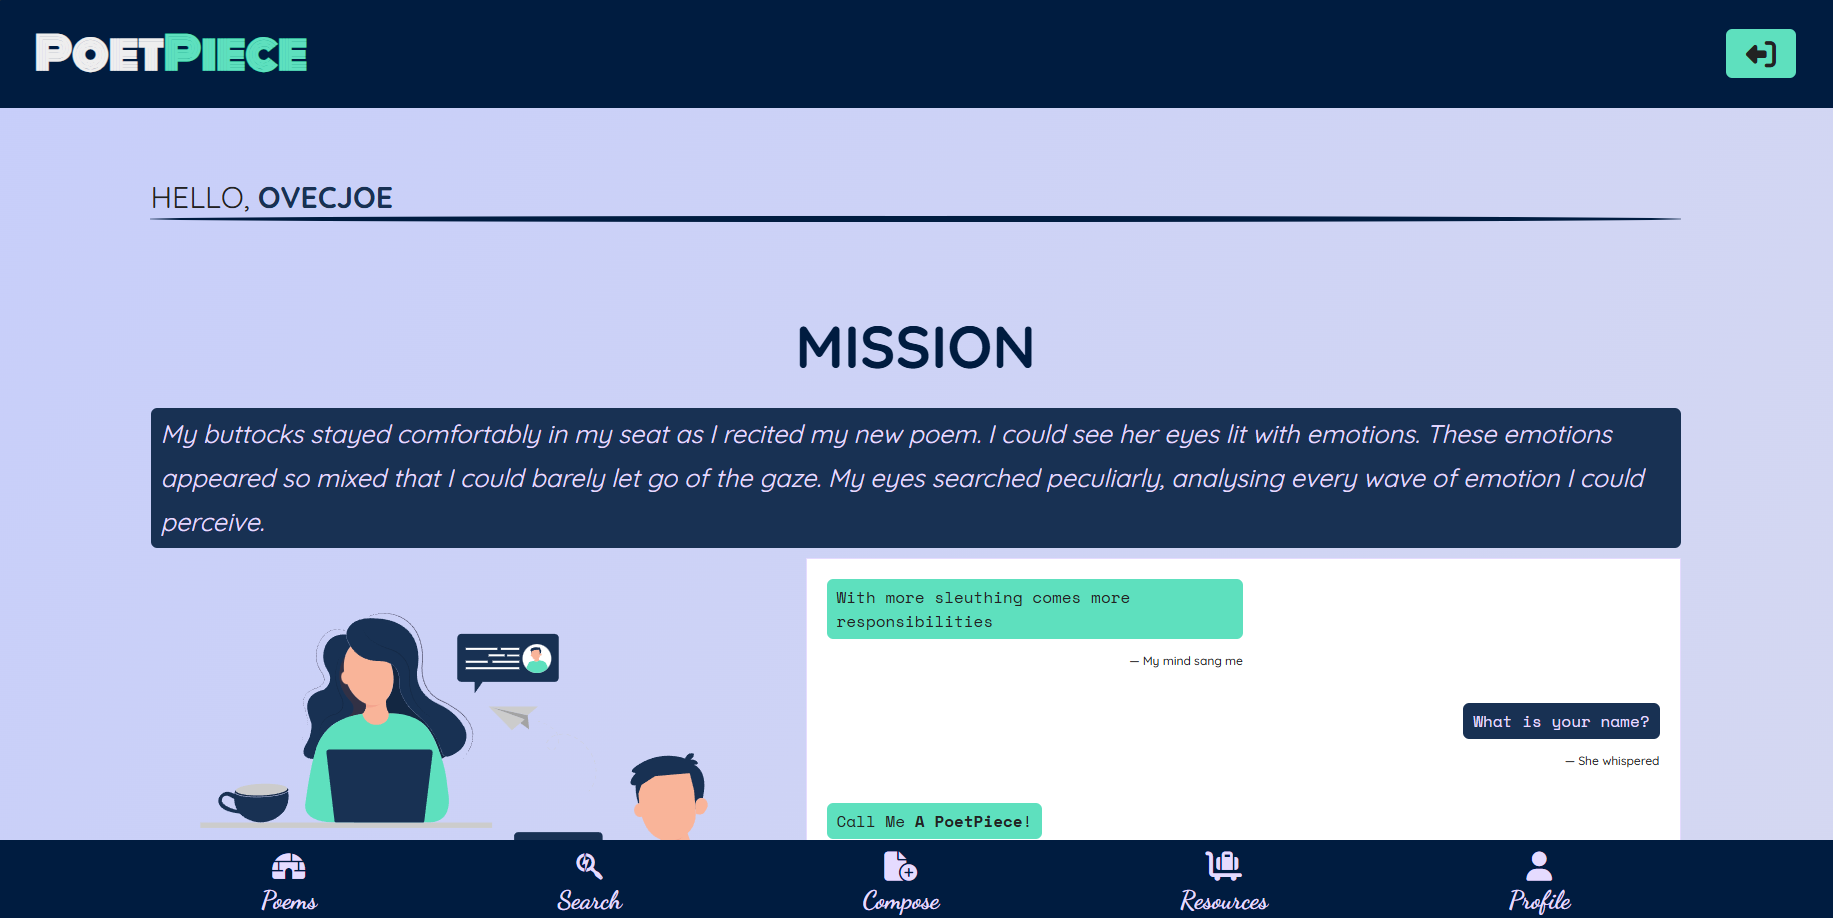 PoetPiece
HELLO, OVECJOE
MISSION
My buttocks stayed comfortably in my seat as I recited my new poem. I could see her eyes lit with emotions. These emotions
appeared so mixed that I could barely let go of the gaze. My eyes searched peculiarly, analysing every wave of emotion I could
perceive.
With more sleuthing comes more
responsibilities
— My mind sang me
What is your name?
— She whispered
Call Me A PoetPiece!
Poems
Search
Compose
Resources
Profile